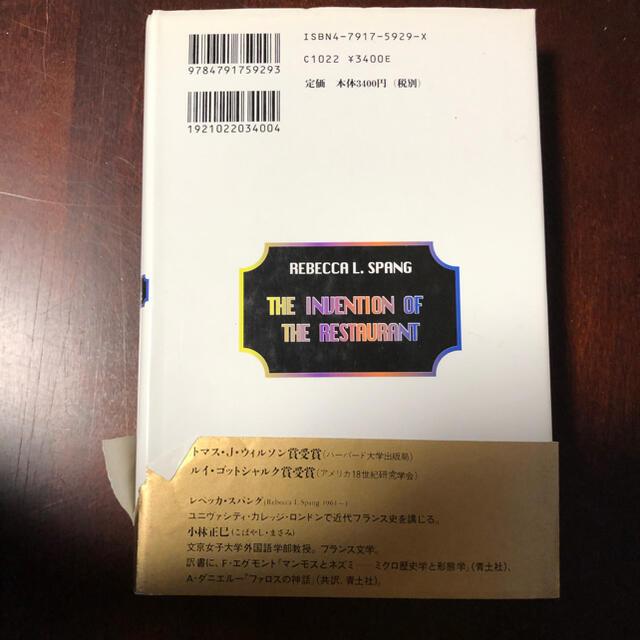 ISBN4-7917-5929-X
C1022 ¥3400E
定価 本体3400円（税別）
9784791759293
1921022034004
REBECCA L. SPANG
THE INVENTION OF
THE RESTAURANT
トマス・J・ウィルソン賞受賞（ハーバード大学出版局）
ルイ・ゴットシャルク賞受賞（アメリカ18世紀研究学会）
レベッカ・スパング（Rebecca L. Spang 1961－）
ユニヴァシティ・カレッジ・ロンドンで近代フランス史を講じる。
小林正巳（こばやし・まさみ）
文京女子大学外国語学部教授。フランス文学。
訳書に、F・エグモント『マンモスとネズミ――ミクロ歴史学と形態学』（青土社）、
A・ダニエルー『ファロスの神話』（共訳、青土社）。